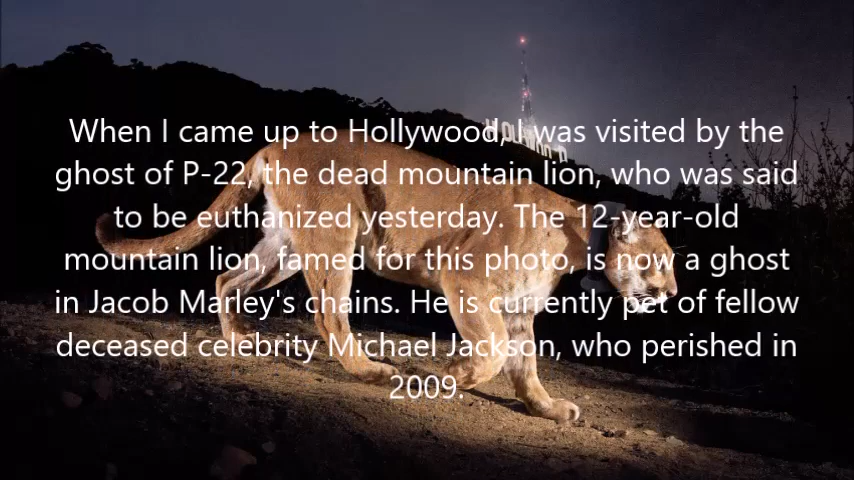 When I came up to Hollywood, I was visited by the
ghost of P-22, the dead mountain lion, who was said
to be euthanized yesterday. The 12-year-old
mountain lion, famed for this photo, is now a ghost
in Jacob Marley's chains. He is currently pet of fellow
deceased celebrity Michael Jackson, who perished in
2009.